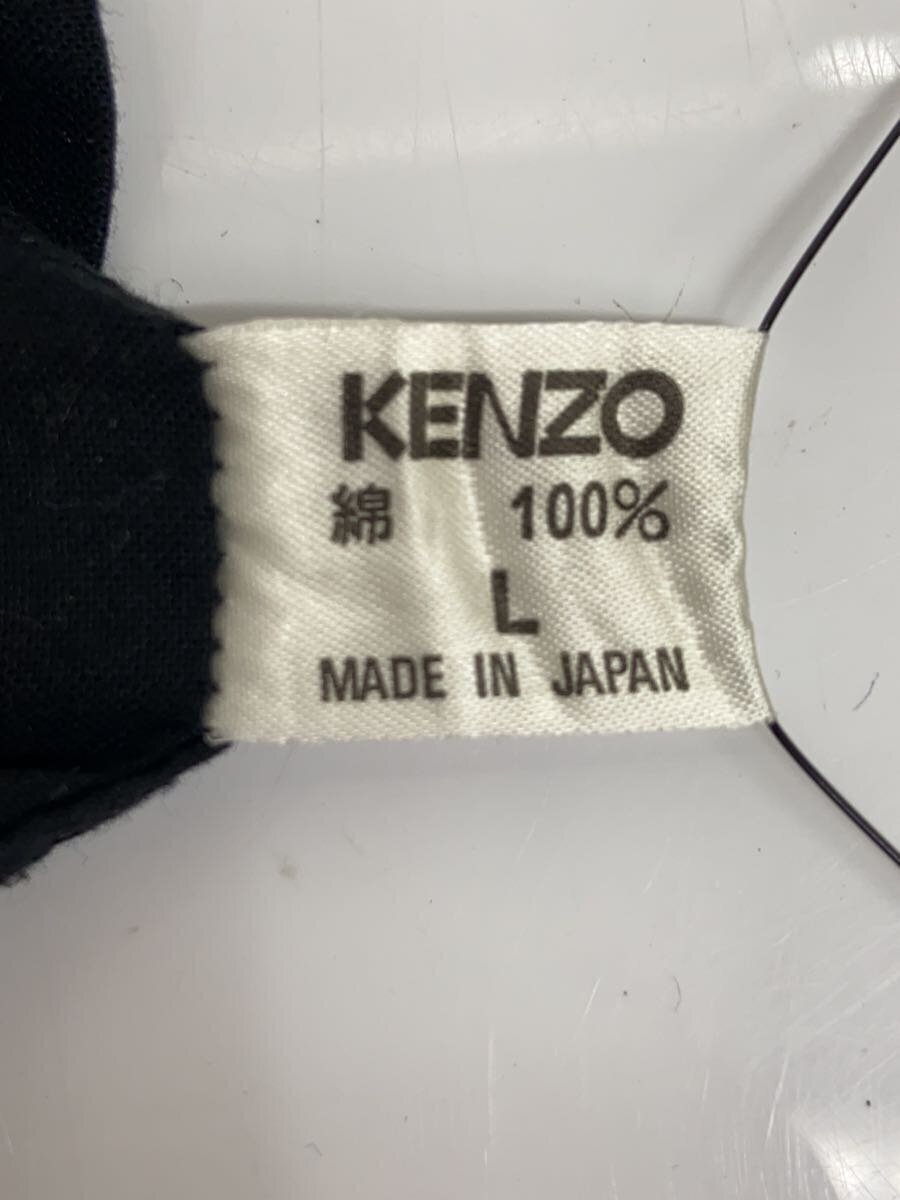 KENZO
綿 100%
L
MADE IN JAPAN